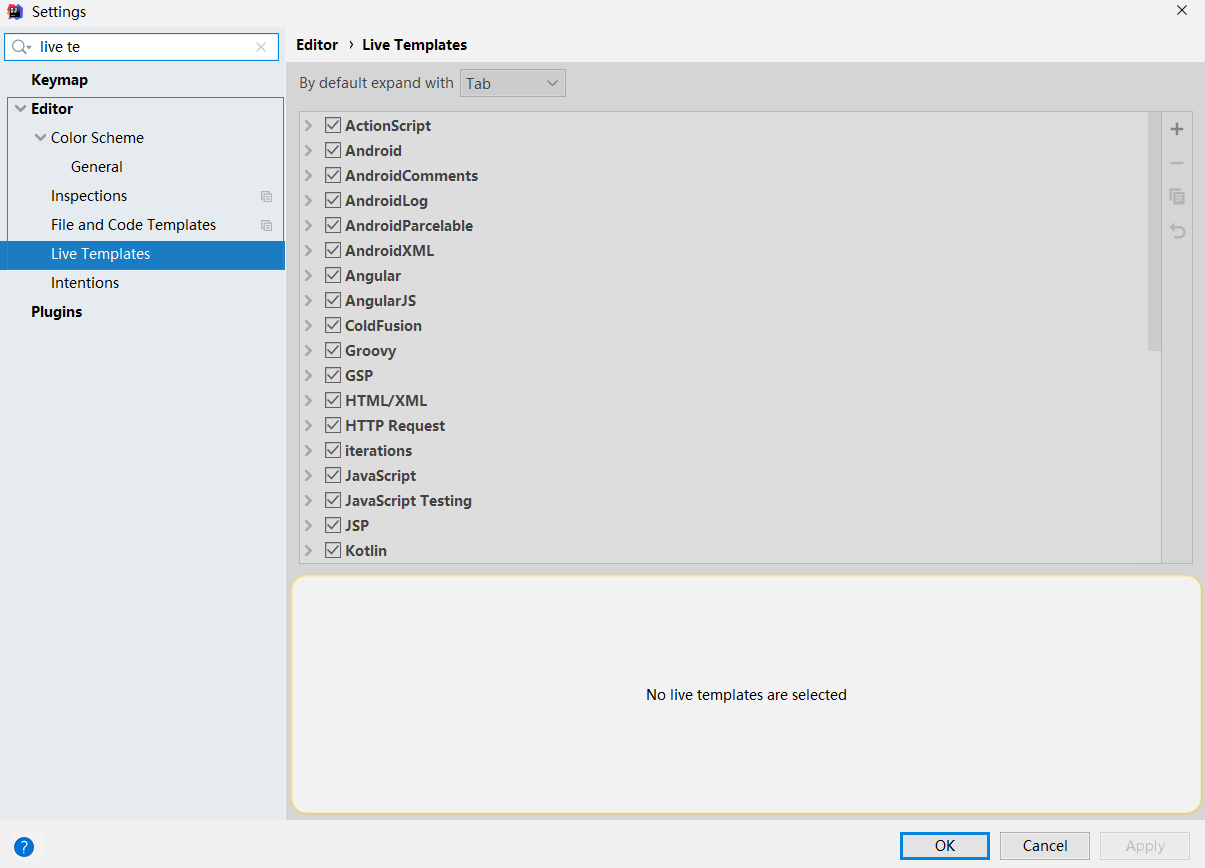 Settings
live te
Keymap
Editor
Color Scheme
General
Inspections
File and Code Templates
Live Templates
Intentions
Plugins
Editor › Live Templates
By default expand with Tab
ActionScript
Android
AndroidComments
AndroidLog
AndroidParcelable
AndroidXML
Angular
AngularJS
ColdFusion
Groovy
GSP
HTML/XML
HTTP Request
iterations
JavaScript
JavaScript Testing
JSP
Kotlin
No live templates are selected
?
OK Cancel Apply